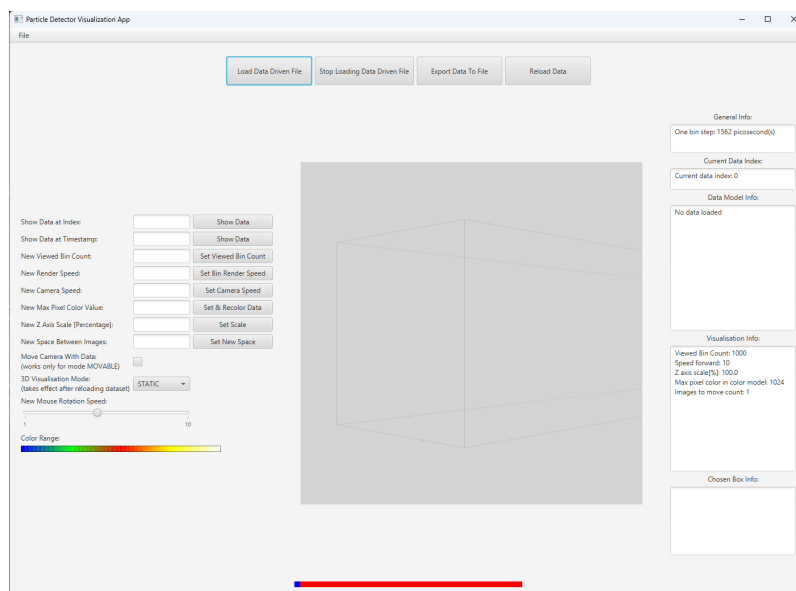 Particle Detector Visualization App
File
Load Data Driven File
Stop Loading Data Driven File
Export Data To File
Reload Data
Show Data at Index:
Show Data
Show Data at Timestamp:
Show Data
New Viewed Bin Count:
Set Viewed Bin Count
New Render Speed:
Set Bin Render Speed
New Camera Speed:
Set Camera Speed
New Max Pixel Color Value:
Set & Recolor Data
New Z Axis Scale [Percentage]:
Set Scale
New Space Between Images:
Set New Space
Move Camera With Data:
(works only for mode MOVABLE)
3D Visualisation Mode:
(takes effect after reloading dataset)
STATIC
New Mouse Rotation Speed:
1
10
Color Range:
General Info:
One bin step: 1562 picosecond(s)
Current Data Index:
Current data index: 0
Data Model Info:
No data loaded
Visualisation Info:
Viewed Bin Count: 1000
Speed forward: 10
Z axis scale[%]: 100.0
Max pixel color in color model: 1024
Images to move count: 1
Chosen Box Info: